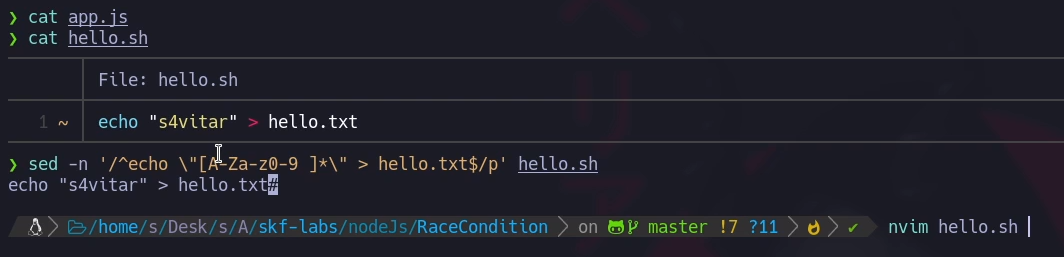 ❯ cat app.js
❯ cat hello.sh
File: hello.sh
1 ~ echo "s4vitar" > hello.txt
❯ sed -n '/^echo \"[A-Za-z0-9 ]*\" > hello.txt$/p' hello.sh
echo "s4vitar" > hello.txt#
/home/s/Desk/s/A/skf-labs/nodeJs/RaceCondition on master !7 ?11 ✔ nvim hello.sh